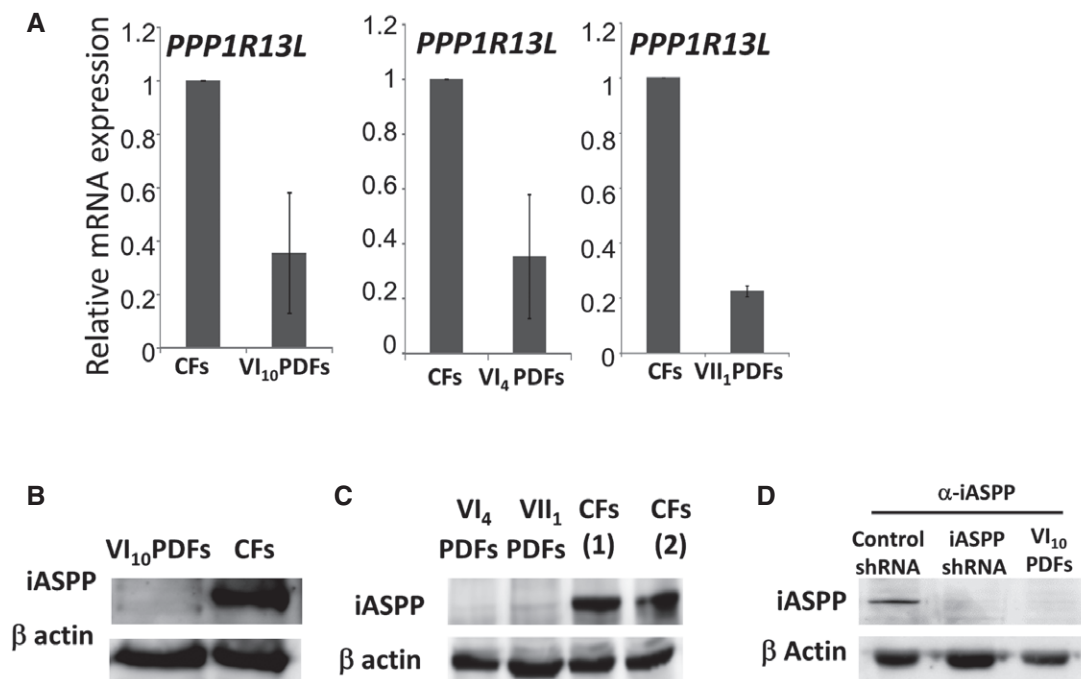 A
Relative mRNA expression
1.2
1
0.8
0.6
0.4
0.2
0
PPP1R13L
CFs
VI10PDFs
1.2
1
0.8
0.6
0.4
0.2
0
PPP1R13L
CFs
VI4 PDFs
1.2
1
0.8
0.6
0.4
0.2
0
PPP1R13L
CFs
VII1PDFs
B
VI10PDFs CFs
iASPP
β actin
C
VI4 PDFs
VII1 PDFs
CFs (1)
CFs (2)
iASPP
β actin
D
α-iASPP
Control shRNA
iASPP shRNA
VI10 PDFs
iASPP
β Actin